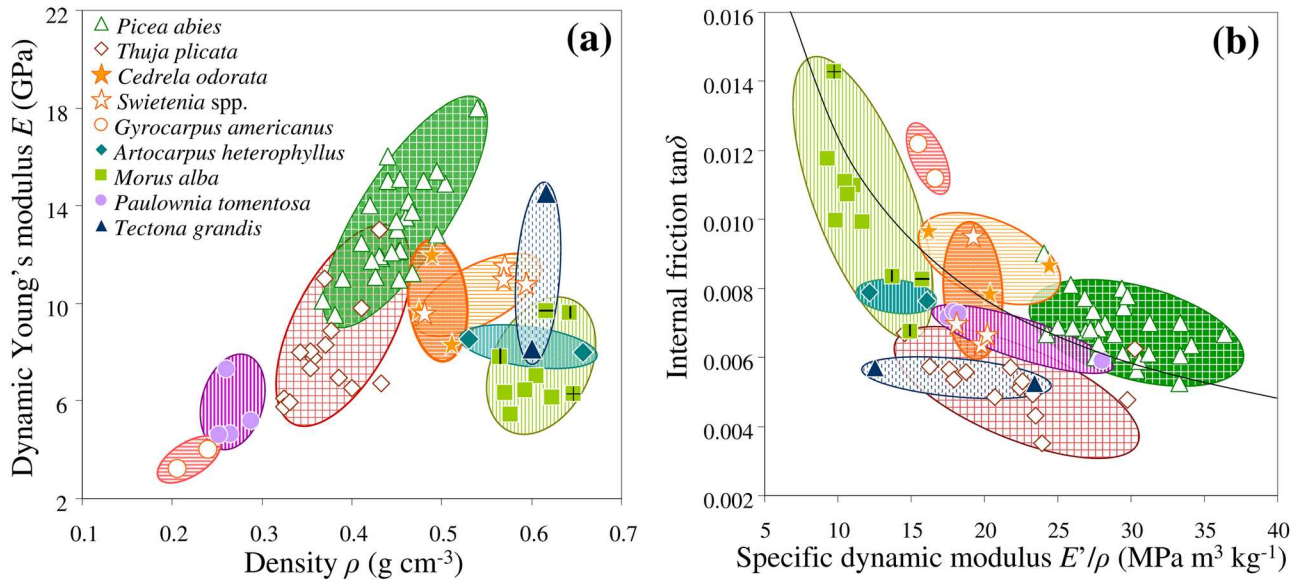 (a)
Dynamic Young's modulus E (GPa)
22
18
14
10
6
2
Picea abies
Thuja plicata
Cedrela odorata
Swietenia spp.
Gyrocarpus americanus
Artocarpus heterophyllus
Morus alba
Paulownia tomentosa
Tectona grandis
0.1 0.2 0.3 0.4 0.5 0.6 0.7
Density ρ (g cm-3)
(b)
Internal friction tanδ
0.016
0.014
0.012
0.010
0.008
0.006
0.004
0.002
5 10 15 20 25 30 35 40
Specific dynamic modulus E'/ρ (MPa m³ kg-1)